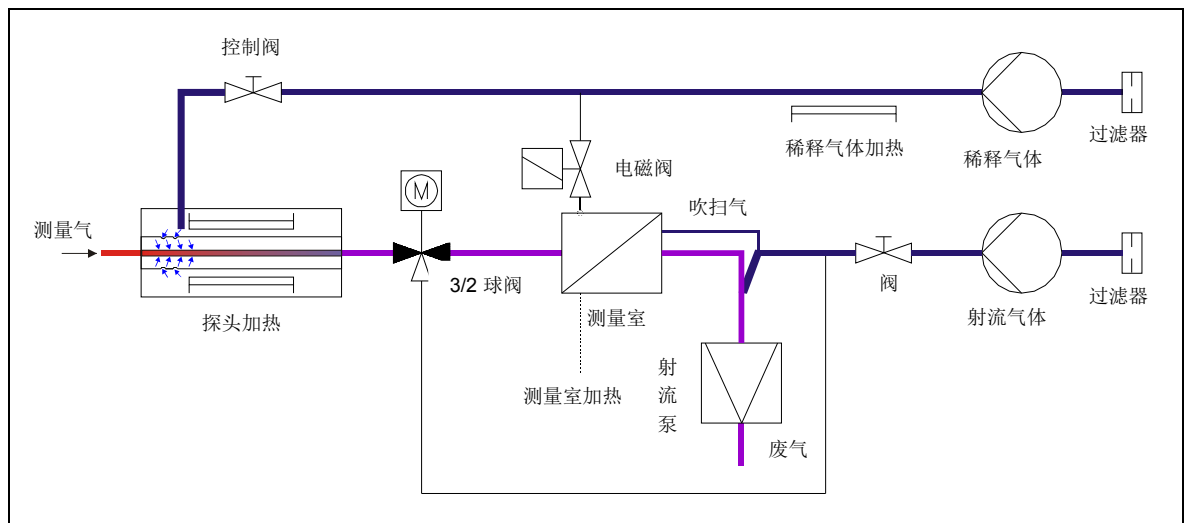 控制阀
稀释气体加热
稀释气体
过滤器
电磁阀
M
测量气
吹扫气
3/2 球阀
阀
过滤器
探头加热
测量室
射流气体
测量室加热
射
流
泵
废气